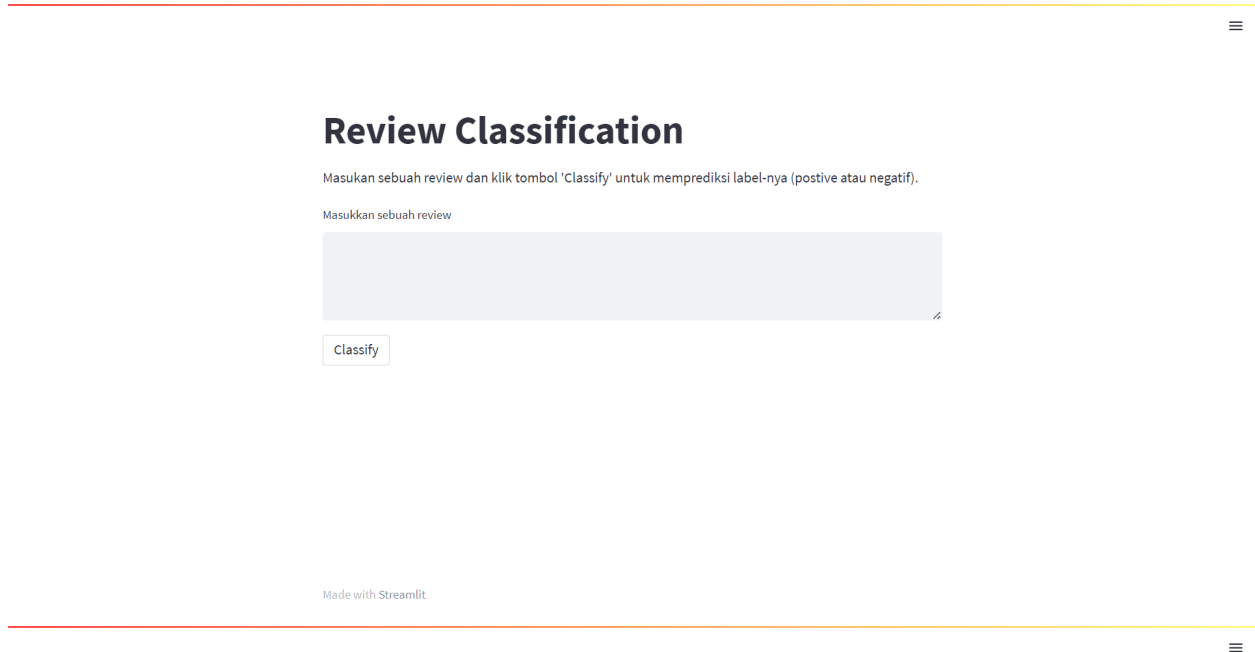 Review Classification
Masukan sebuah review dan klik tombol 'Classify' untuk memprediksi label-nya (postive atau negatif).
Masukkan sebuah review
Classify
Made with Streamlit